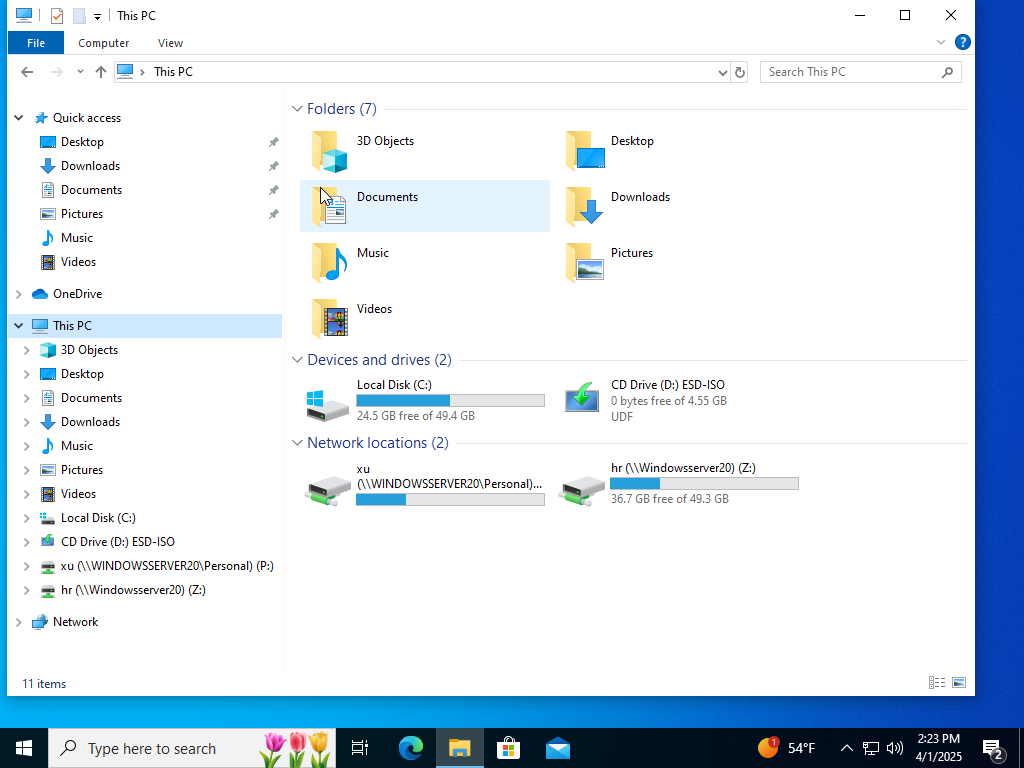 This PC
File Computer View
This PC
Search This PC
Quick access
Desktop
Downloads
Documents
Pictures
Music
Videos
OneDrive
This PC
3D Objects
Desktop
Documents
Downloads
Music
Pictures
Videos
Local Disk (C:)
CD Drive (D:) ESD-ISO
xu (\\WINDOWSSERVER20\Personal) (P:)
hr (\\Windowsserver20) (Z:)
Network
Folders (7)
3D Objects
Desktop
Documents
Downloads
Music
Pictures
Videos
Devices and drives (2)
Local Disk (C:)
24.5 GB free of 49.4 GB
CD Drive (D:) ESD-ISO
0 bytes free of 4.55 GB
UDF
Network locations (2)
xu
(\\WINDOWSSERVER20\Personal)...
hr (\\Windowsserver20) (Z:)
36.7 GB free of 49.3 GB
11 items
Type here to search
1
54°F
2:23 PM
4/1/2025
2